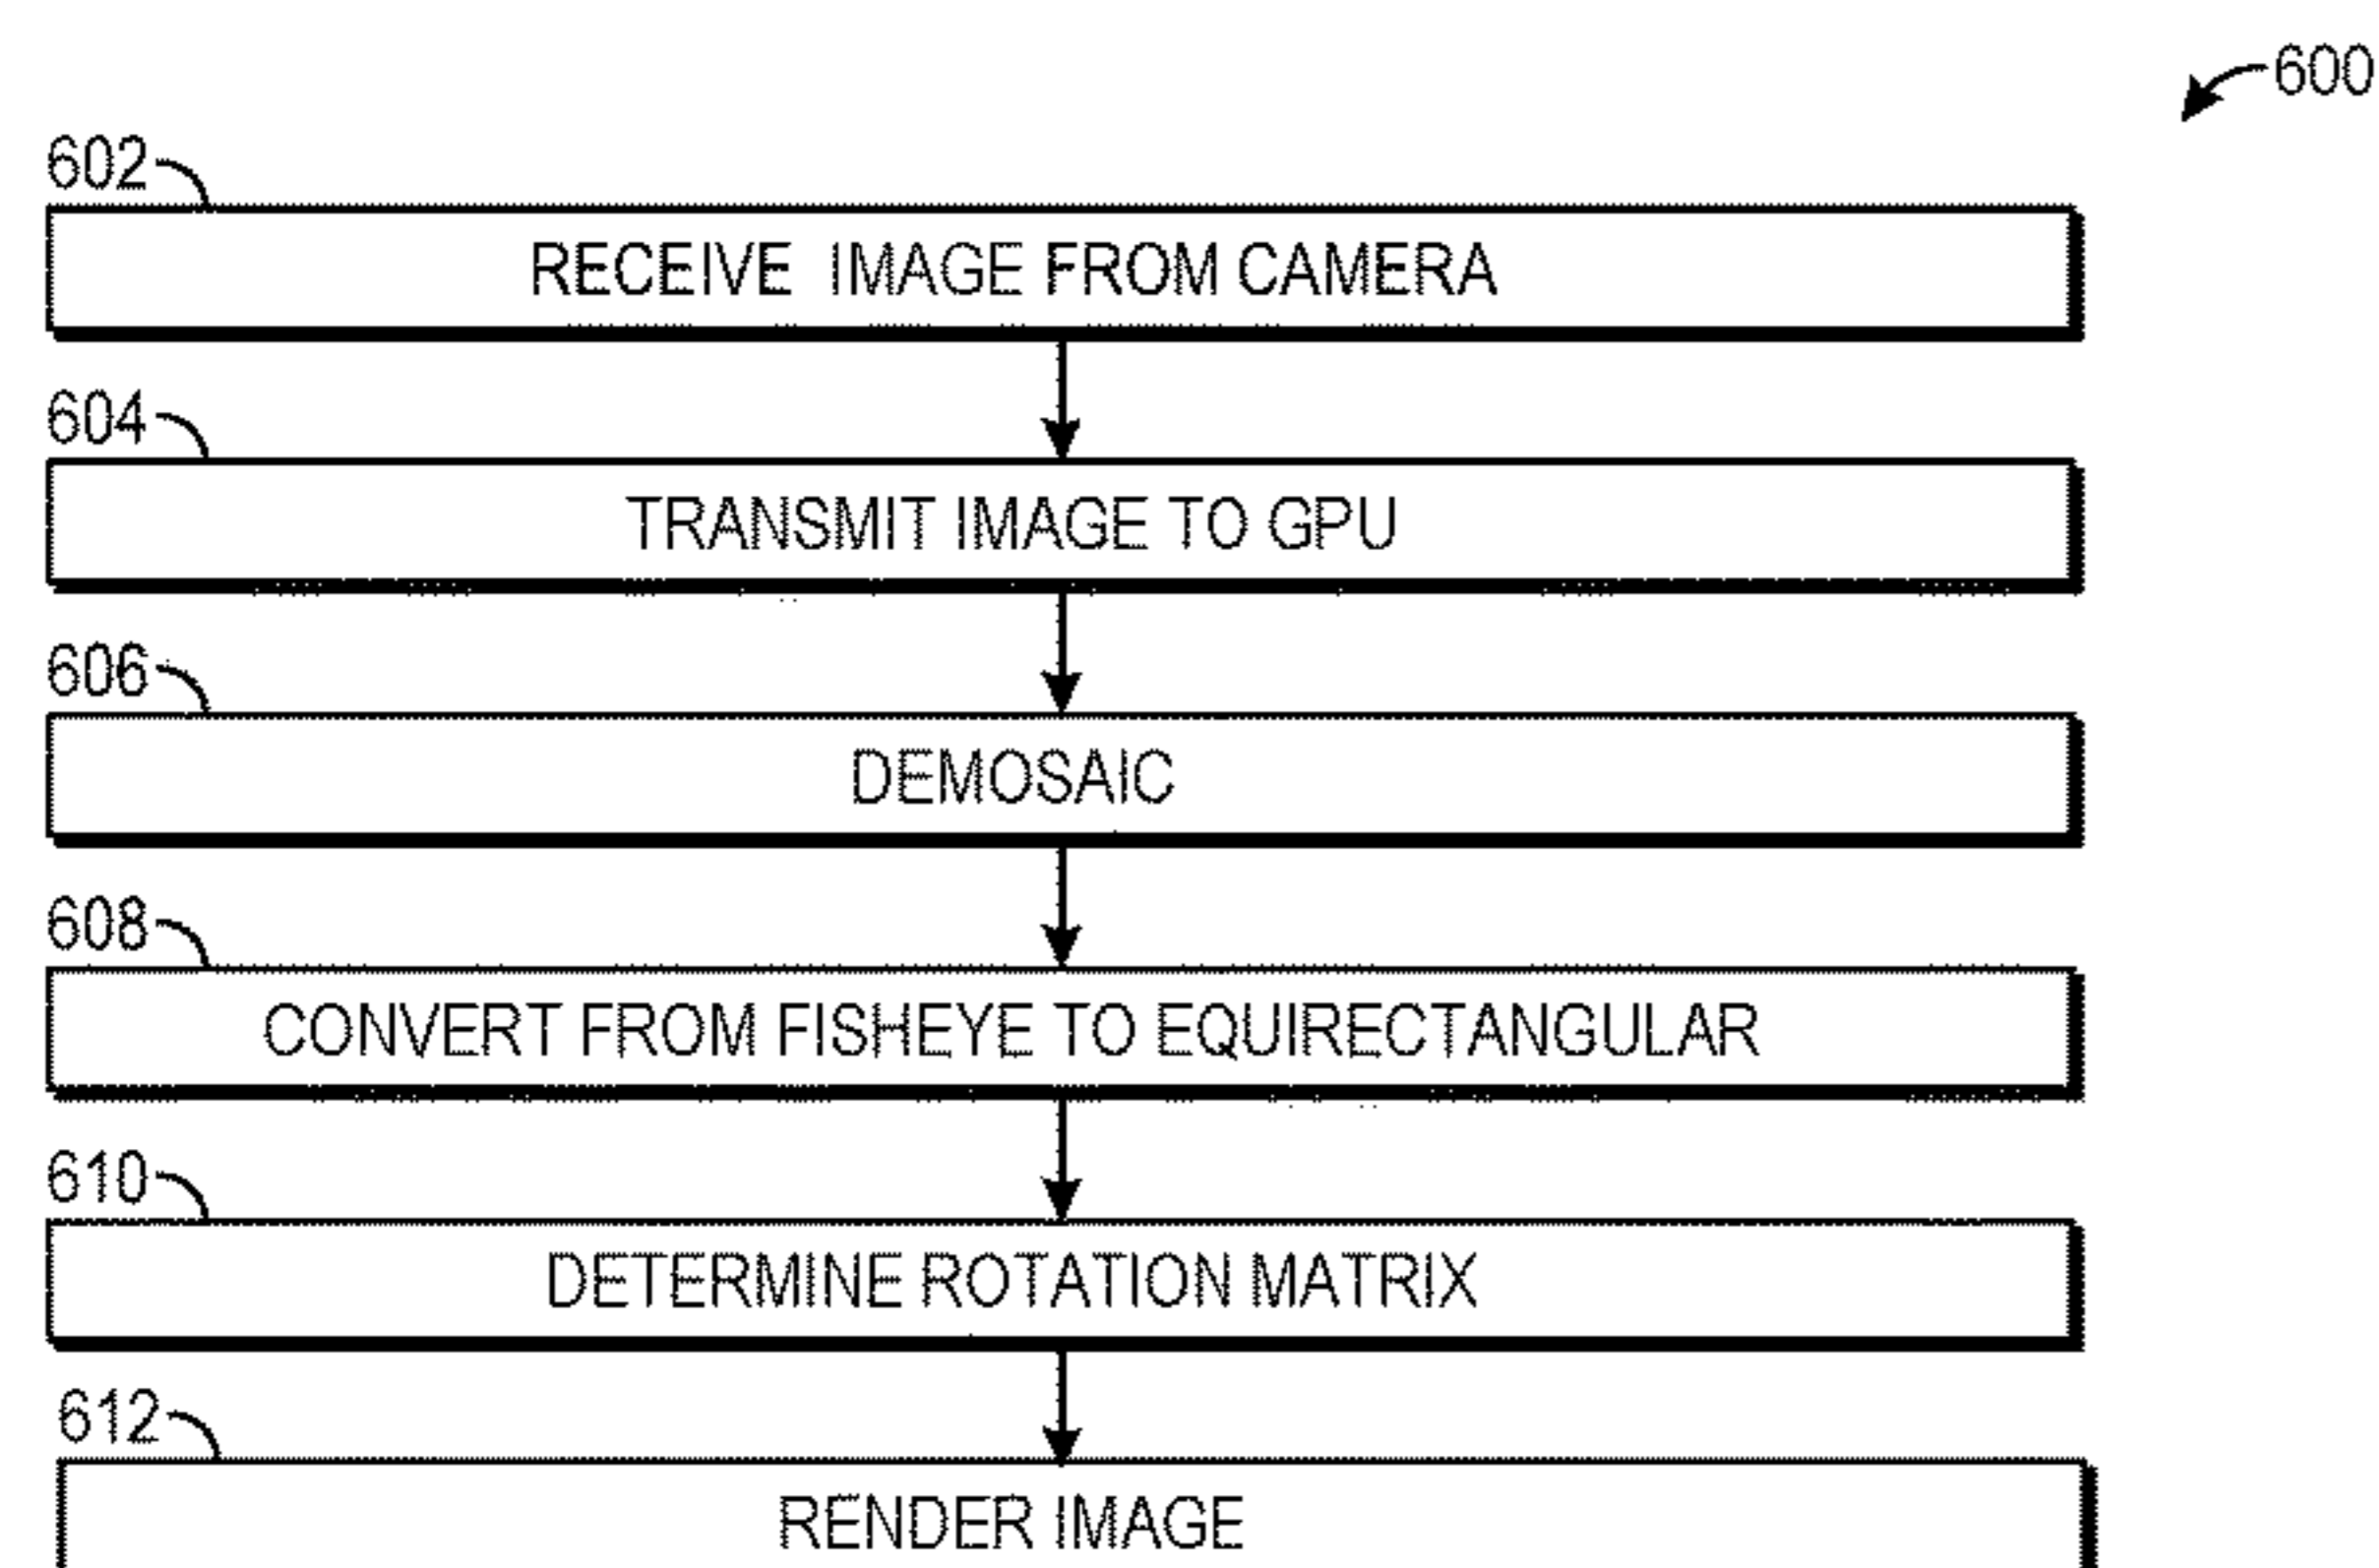 600
602
RECEIVE IMAGE FROM CAMERA
604
TRANSMIT IMAGE TO GPU
606
DEMOSAIC
608
CONVERT FROM FISHEYE TO EQUIRECTANGULAR
610
DETERMINE ROTATION MATRIX
612
RENDER IMAGE